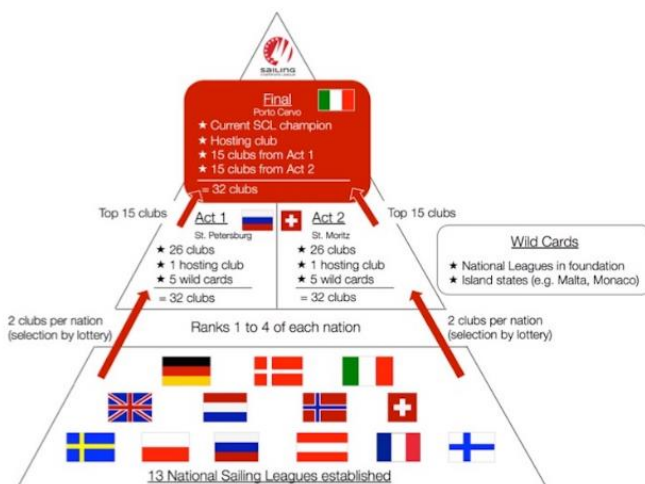 SAILING
Final
Porto Cervo
★ Current SCL champion
★ Hosting club
★ 15 clubs from Act 1
★ 15 clubs from Act 2
= 32 clubs
Top 15 clubs
Top 15 clubs
Act 1
St. Petersburg
★ 26 clubs
★ 1 hosting club
★ 5 wild cards
= 32 clubs
Act 2
St. Moritz
★ 26 clubs
★ 1 hosting club
★ 5 wild cards
= 32 clubs
Wild Cards
★ National Leagues in foundation
★ Island states (e.g. Malta, Monaco)
2 clubs per nation
(selection by lottery)
Ranks 1 to 4 of each nation
2 clubs per nation
(selection by lottery)
13 National Sailing Leagues established